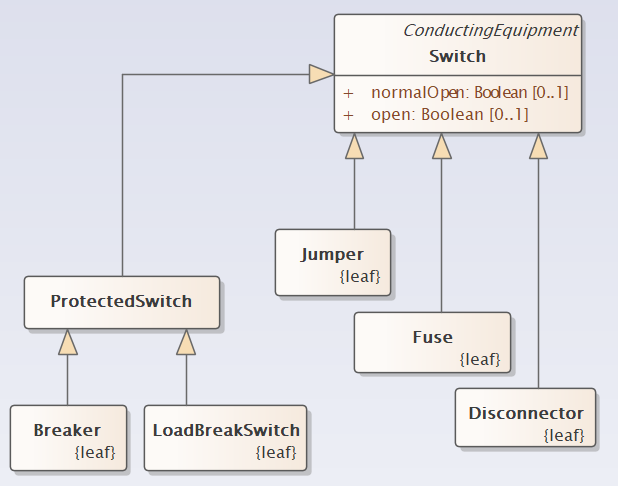 ConductingEquipment
Switch
+ normalOpen: Boolean [0..1]
+ open: Boolean [0..1]
Jumper
{leaf}
ProtectedSwitch
Fuse
{leaf}
Breaker
{leaf}
LoadBreakSwitch
{leaf}
Disconnector
{leaf}